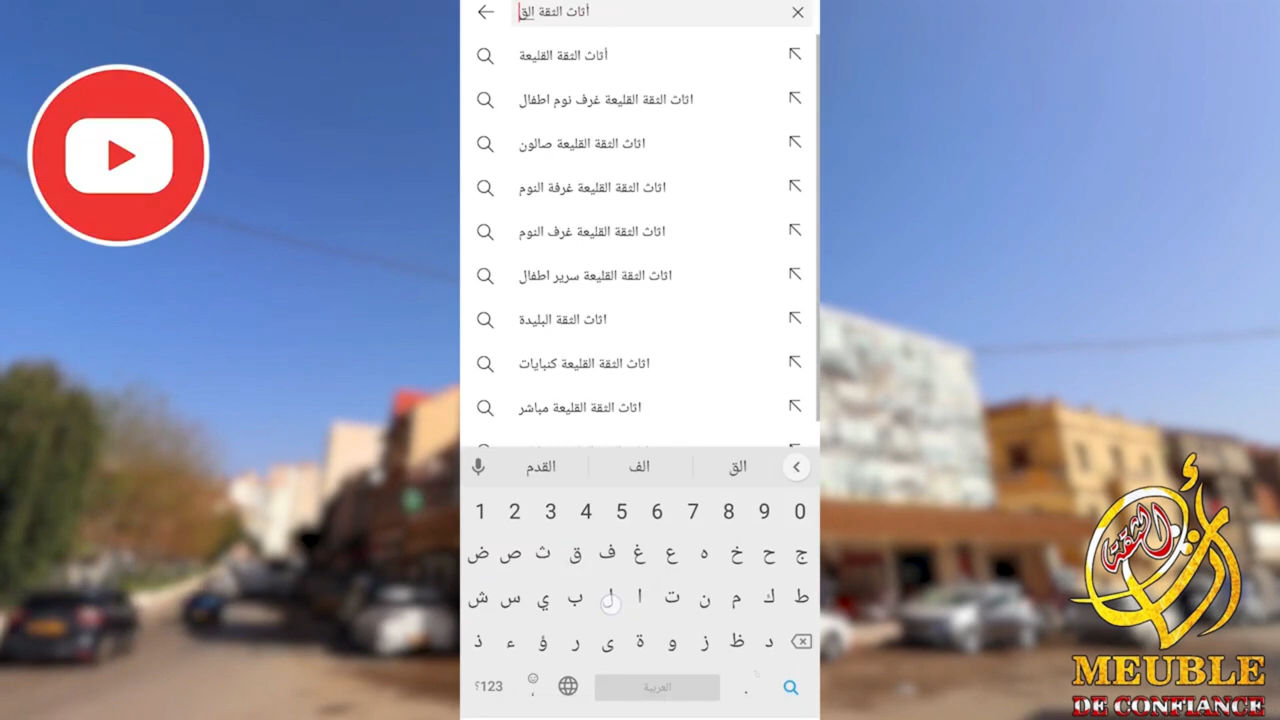 أثاث الثقة الق
أثاث الثقة القليعة
اثاث الثقة القليعة غرف نوم اطفال
اثاث الثقة القليعة صالون
اثاث الثقة القليعة غرفة النوم
اثاث الثقة القليعة غرف النوم
اثاث الثقة القليعة سرير اطفال
اثاث الثقة البليدة
اثاث الثقة القليعة كنبايات
اثاث الثقة القليعة مباشر
القدم الف الق
1 2 3 4 5 6 7 8 9 0
ض ص ث ق ف غ ع ه خ ح ج
ش س ي ب ل ا ت ن م ك ط
ذ ء ؤ ر ى ة و ز ظ د
؟123 العربية .
أثاث الثقة
MEUBLE
DE CONFIANCE